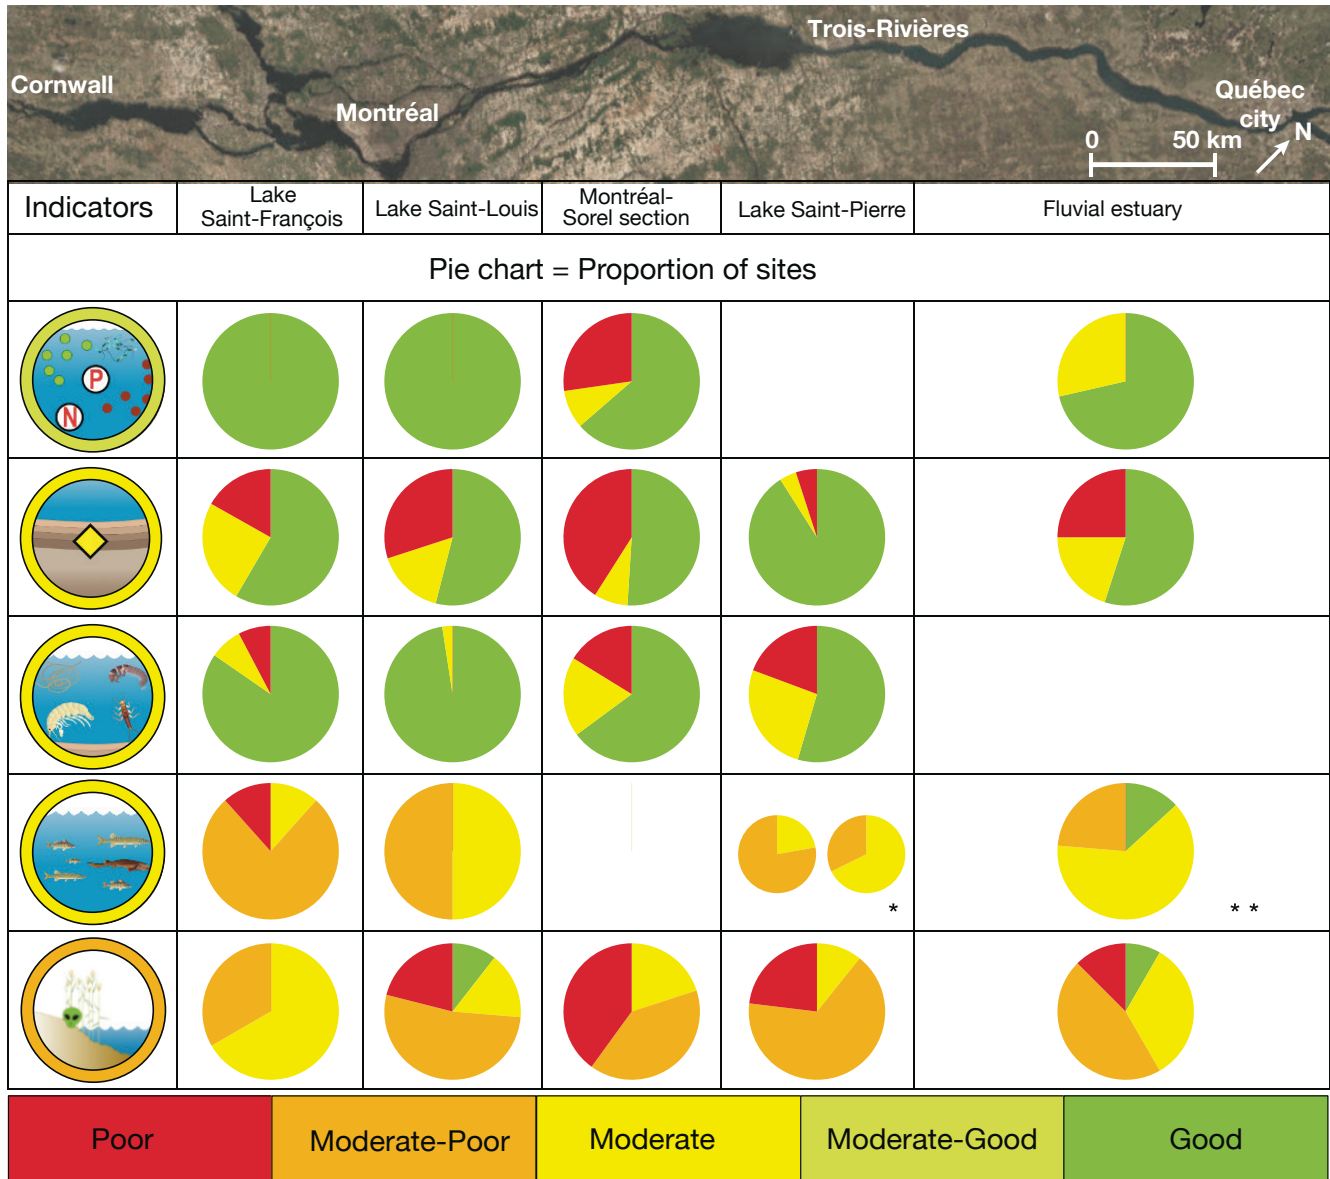 Trois-Rivières
Cornwall
Montréal
Québec
city
N
0 50 km
Indicators
Lake
Saint-François
Lake Saint-Louis
Montréal-
Sorel section
Lake Saint-Pierre
Fluvial estuary
Pie chart = Proportion of sites
P
N
*
* *
Poor
Moderate-Poor
Moderate
Moderate-Good
Good